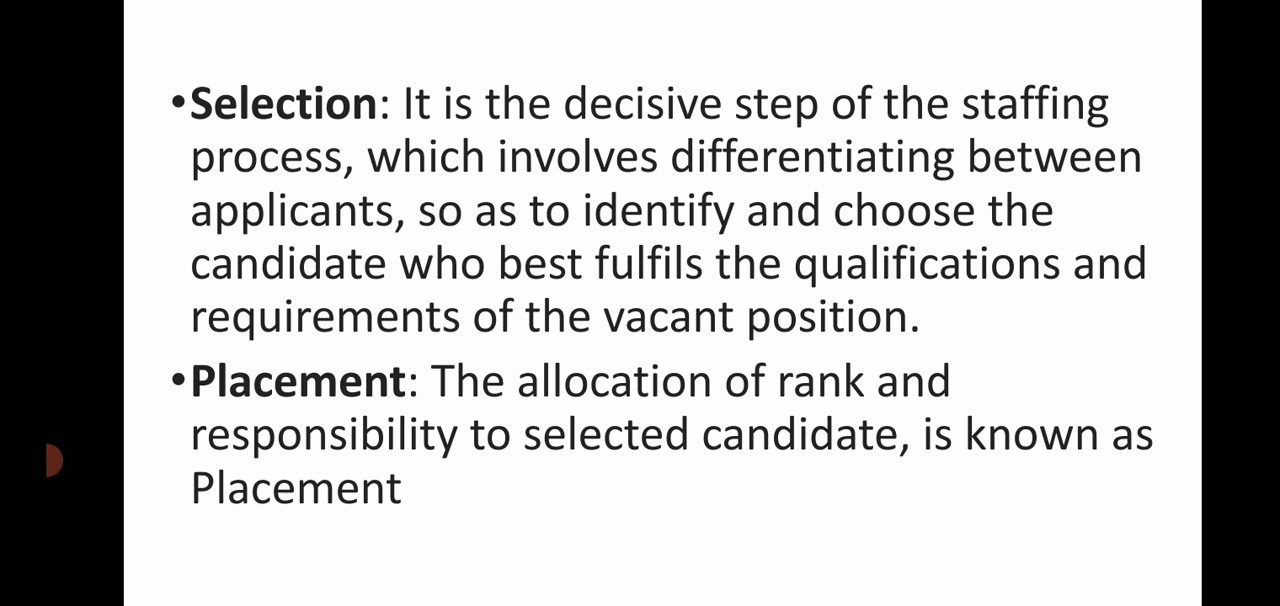 •Selection: It is the decisive step of the staffing
process, which involves differentiating between
applicants, so as to identify and choose the
candidate who best fulfils the qualifications and
requirements of the vacant position.
•Placement: The allocation of rank and
responsibility to selected candidate, is known as
Placement